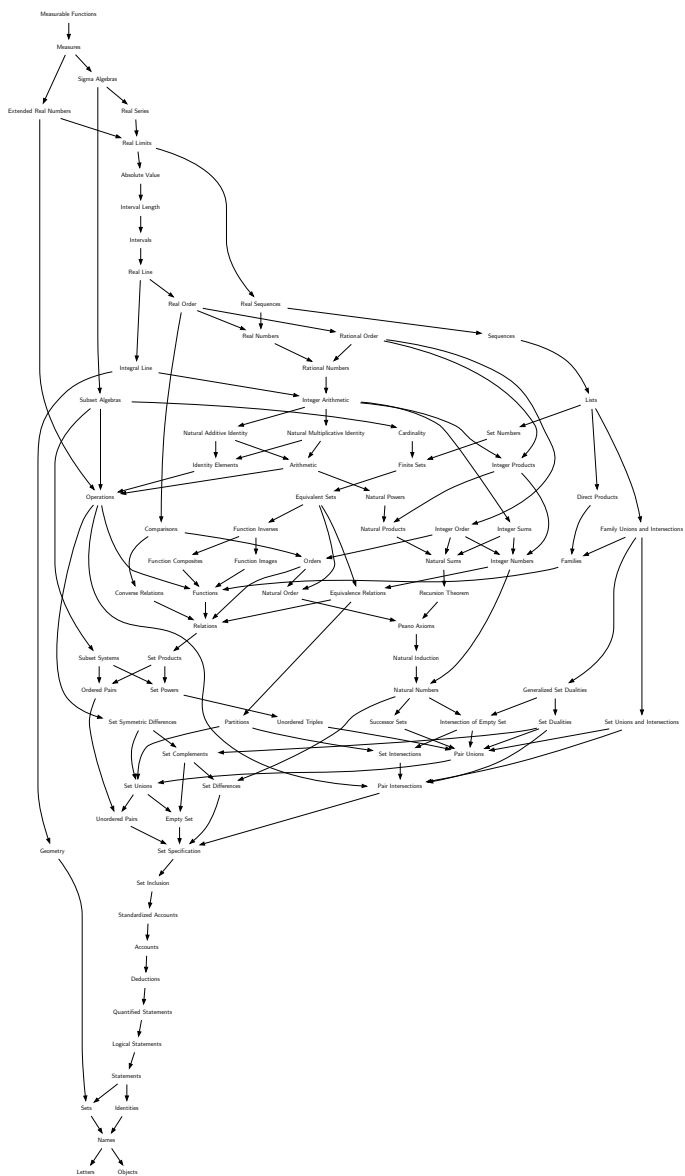 Measurable Functions
Measures
Sigma Algebras
Extended Real Numbers Real Series
Real Limits
Absolute Value
Interval Length
Intervals
Real Line
Real Order Real Sequences
Real Numbers Rational Order Sequences
Integral Line Rational Numbers
Subset Algebras Integer Arithmetic Lists
Natural Additive Identity Natural Multiplicative Identity Cardinality Set Numbers
Identity Elements Arithmetic Finite Sets Integer Products
Operations Equivalent Sets Natural Powers Direct Products
Comparisons Function Inverses Natural Products Integer Order Integer Sums Family Unions and Intersections
Function Composites Function Images Orders Natural Sums Integer Numbers Families
Converse Relations Functions Natural Order Equivalence Relations Recursion Theorem
Relations Peano Axioms
Subset Systems Set Products Natural Induction
Ordered Pairs Set Powers Natural Numbers Generalized Set Dualities
Set Symmetric Differences Partitions Unordered Triples Successor Sets Intersection of Empty Set Set Dualities Set Unions and Intersections
Set Complements Set Intersections Pair Unions
Set Unions Set Differences Pair Intersections
Unordered Pairs Empty Set
Geometry Set Specification
Set Inclusion
Standardized Accounts
Accounts
Deductions
Quantified Statements
Logical Statements
Statements
Sets Identities
Names
Letters Objects